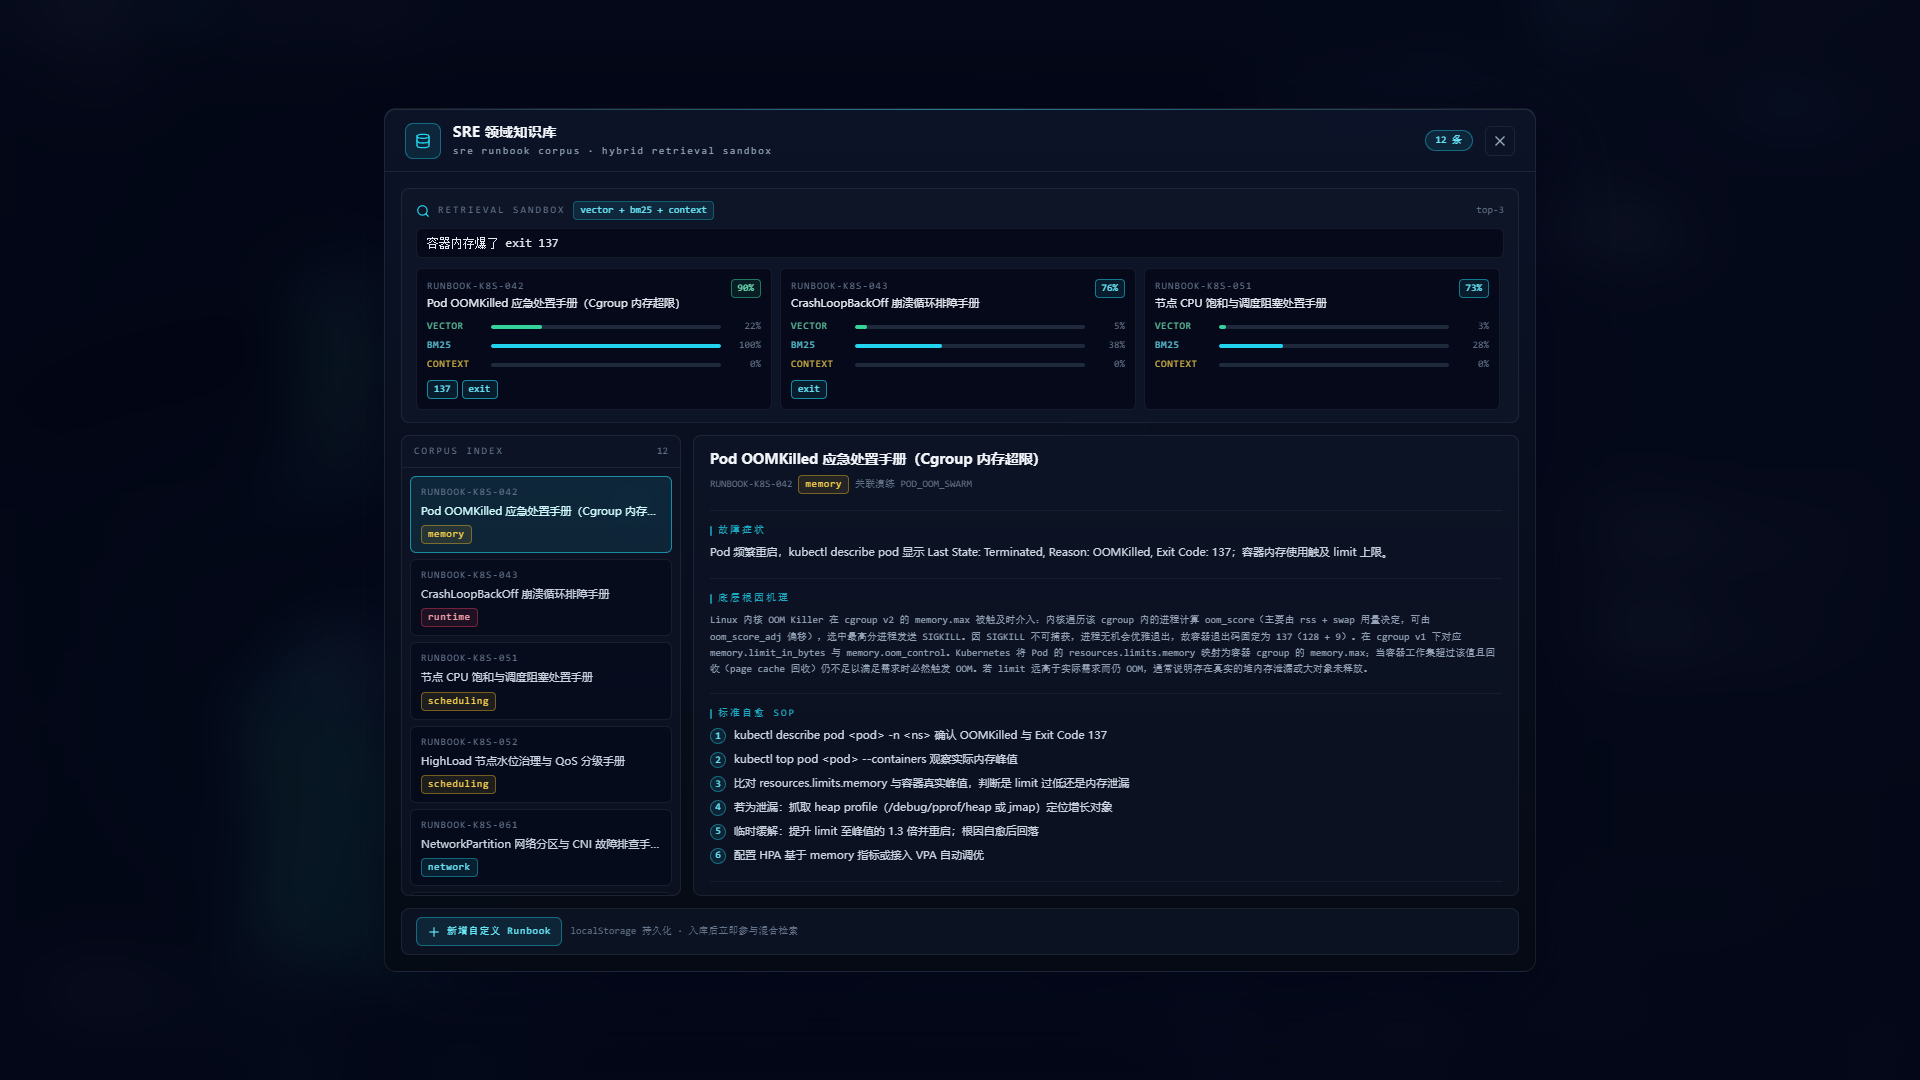 SRE 领域知识库
sre runbook corpus · hybrid retrieval sandbox
12 条
RETRIEVAL SANDBOX
vector + bm25 + context
top-3
容器内存爆了 exit 137
RUNBOOK-K8S-042
90%
Pod OOMKilled 应急处置手册（Cgroup 内存超限）
VECTOR 22%
BM25 100%
CONTEXT 0%
137 exit
RUNBOOK-K8S-043
76%
CrashLoopBackOff 崩溃循环排障手册
VECTOR 5%
BM25 38%
CONTEXT 0%
exit
RUNBOOK-K8S-051
73%
节点 CPU 饱和与调度阻塞处置手册
VECTOR 3%
BM25 28%
CONTEXT 0%
CORPUS INDEX 12
RUNBOOK-K8S-042
Pod OOMKilled 应急处置手册（Cgroup 内存...
memory
RUNBOOK-K8S-043
CrashLoopBackOff 崩溃循环排障手册
runtime
RUNBOOK-K8S-051
节点 CPU 饱和与调度阻塞处置手册
scheduling
RUNBOOK-K8S-052
HighLoad 节点水位治理与 QoS 分级手册
scheduling
RUNBOOK-K8S-061
NetworkPartition 网络分区与 CNI 故障排查手...
network
Pod OOMKilled 应急处置手册（Cgroup 内存超限）
RUNBOOK-K8S-042 memory 关联演练 POD_OOM_SWARM
故障症状
Pod 频繁重启，kubectl describe pod 显示 Last State: Terminated, Reason: OOMKilled, Exit Code: 137；容器内存使用触及 limit 上限。
底层根因机理
Linux 内核 OOM Killer 在 cgroup v2 的 memory.max 被触及时介入：内核遍历该 cgroup 内的进程计算 oom_score（主要由 rss + swap 用量决定，可由
oom_score_adj 偏移），选中最高分进程发送 SIGKILL。因 SIGKILL 不可捕获，进程无机会优雅退出，故容器退出码固定为 137（128 + 9）。在 cgroup v1 下对应
memory.limit_in_bytes 与 memory.oom_control。Kubernetes 将 Pod 的 resources.limits.memory 映射为容器 cgroup 的 memory.max；当容器工作集超过该值且回
收（page cache 回收）仍不足以满足需求时必然触发 OOM。若 limit 远高于实际需求而仍 OOM，通常说明存在真实的堆内存泄漏或大对象未释放。
标准自愈 SOP
1 kubectl describe pod <pod> -n <ns> 确认 OOMKilled 与 Exit Code 137
2 kubectl top pod <pod> --containers 观察实际内存峰值
3 比对 resources.limits.memory 与容器真实峰值，判断是 limit 过低还是内存泄漏
4 若为泄漏：抓取 heap profile（/debug/pprof/heap 或 jmap）定位增长对象
5 临时缓解：提升 limit 至峰值的 1.3 倍并重启；根因自愈后回落
6 配置 HPA 基于 memory 指标或接入 VPA 自动调优
新增自定义 Runbook
localStorage 持久化 · 入库后立即参与混合检索